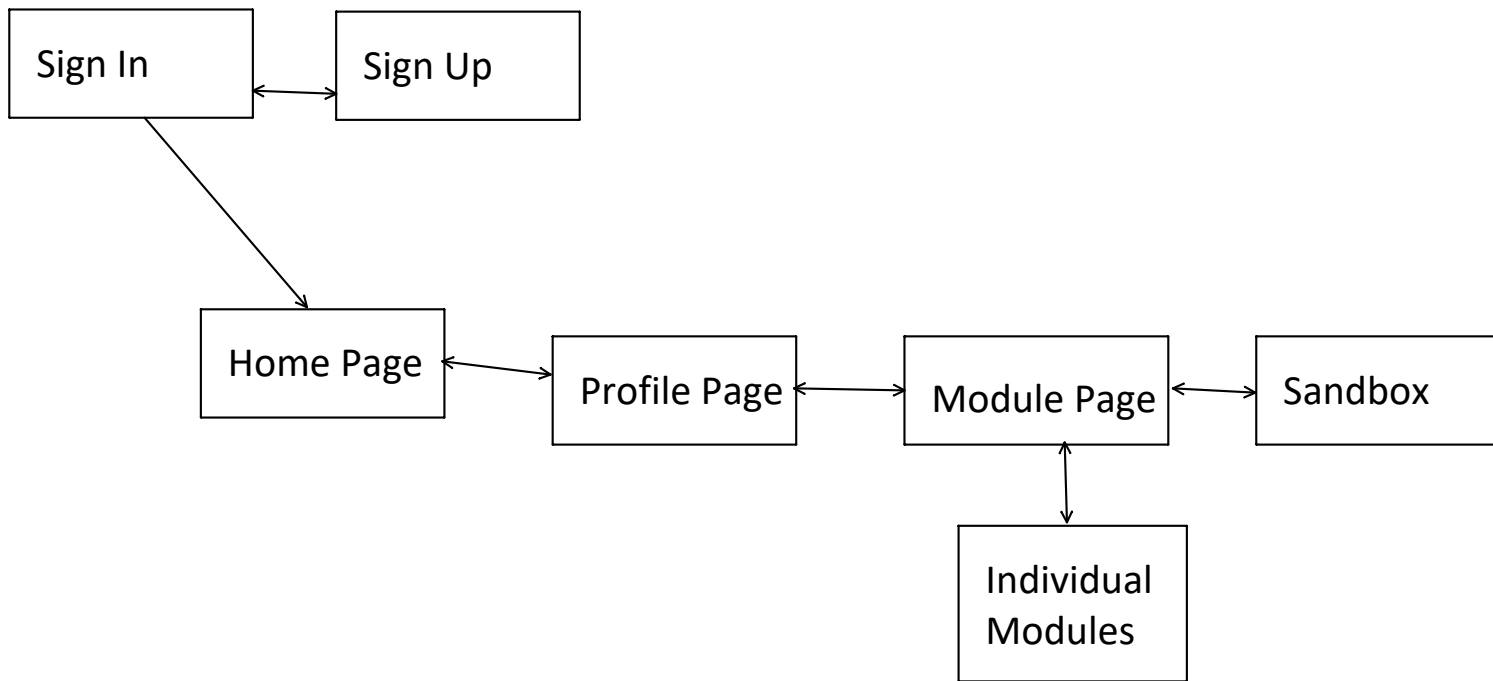 Sign In
Sign Up
Home Page
Profile Page
Module Page
Sandbox
Individual
Modules